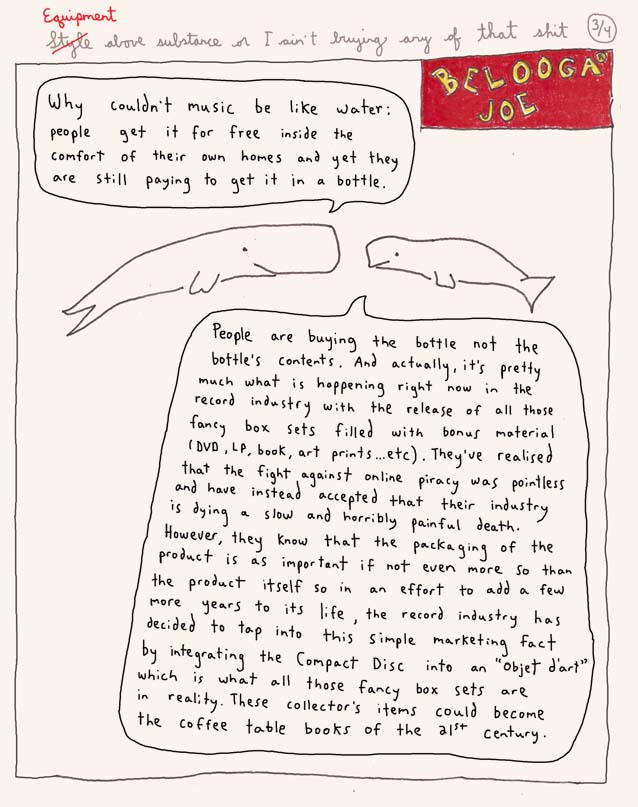 Equipment
Style above substance or I ain't buying any of that shit 3/4
BELOOGA
JOE
Why couldn't music be like water:
people get it for free inside the
comfort of their own homes and yet they
are still paying to get it in a bottle.
People are buying the bottle not the
bottle's contents. And actually, it's pretty
much what is happening right now in the
record industry with the release of all those
fancy box sets filled with bonus material
(DVD, LP, book, art prints...etc). They've realised
that the fight against online piracy was pointless
and have instead accepted that their industry
is dying a slow and horribly painful death.
However, they know that the packaging of the
product is as important if not even more so than
the product itself so in an effort to add a few
more years to its life, the record industry has
decided to tap into this simple marketing fact
by integrating the Compact Disc into an "objet d'art"
which is what all those fancy box sets are
in reality. These collector's items could become
the coffee table books of the 21st century.